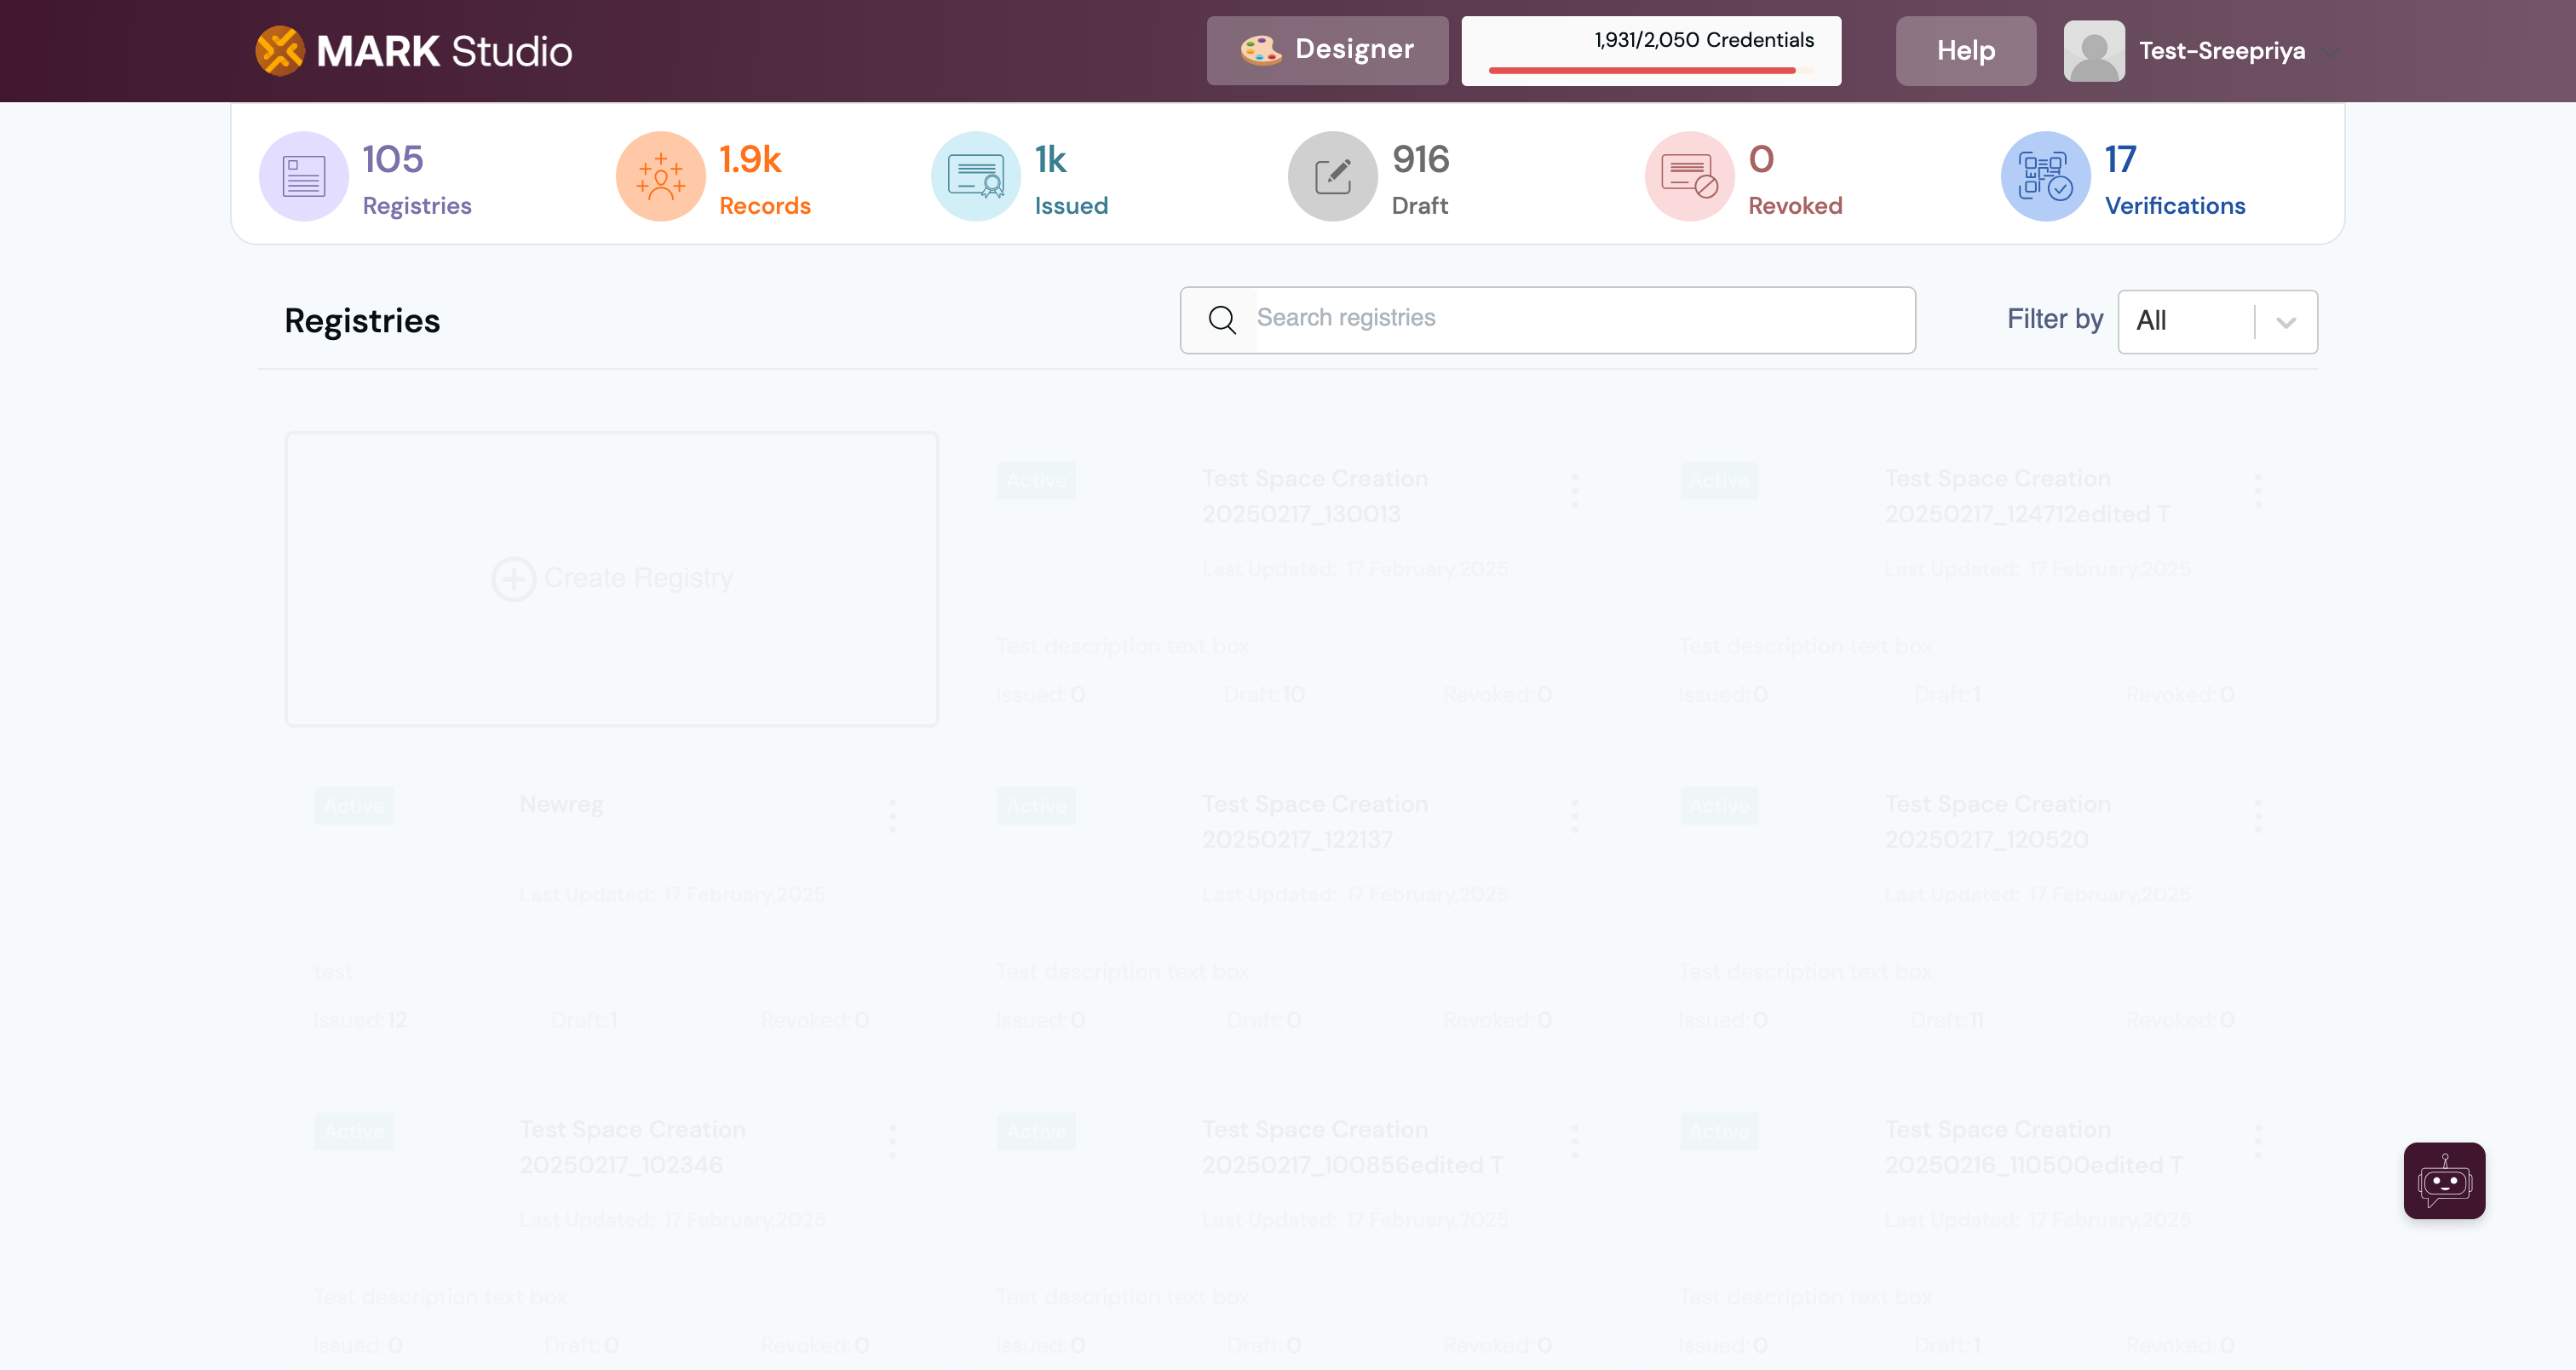 MARK Studio
Designer
1,931/2,050 Credentials
Help
Test-Sreepriya
105
Registries
1.9k
Records
1k
Issued
916
Draft
0
Revoked
17
Verifications
Registries
Search registries
Filter by
All
Create Registry
Active
Test Space Creation
20250217_130013
Last Updated: 17 February,2025
Test description text box
Issued: 0 Draft: 10 Revoked: 0
Active
Test Space Creation
20250217_124712edited T
Last Updated: 17 February,2025
Test description text box
Issued: 0 Draft: 1 Revoked: 0
Active
Newreg
Last Updated: 17 February,2025
test
Issued: 12 Draft: 1 Revoked: 0
Active
Test Space Creation
20250217_122137
Last Updated: 17 February,2025
Test description text box
Issued: 0 Draft: 0 Revoked: 0
Active
Test Space Creation
20250217_120520
Last Updated: 17 February,2025
Test description text box
Issued: 0 Draft: 11 Revoked: 0
Active
Test Space Creation
20250217_102346
Last Updated: 17 February,2025
Test description text box
Issued: 0 Draft: 0 Revoked: 0
Active
Test Space Creation
20250217_100856edited T
Last Updated: 17 February,2025
Test description text box
Issued: 0 Draft: 0 Revoked: 0
Active
Test Space Creation
20250216_110500edited T
Last Updated: 17 February,2025
Test description text box
Issued: 0 Draft: 1 Revoked: 0